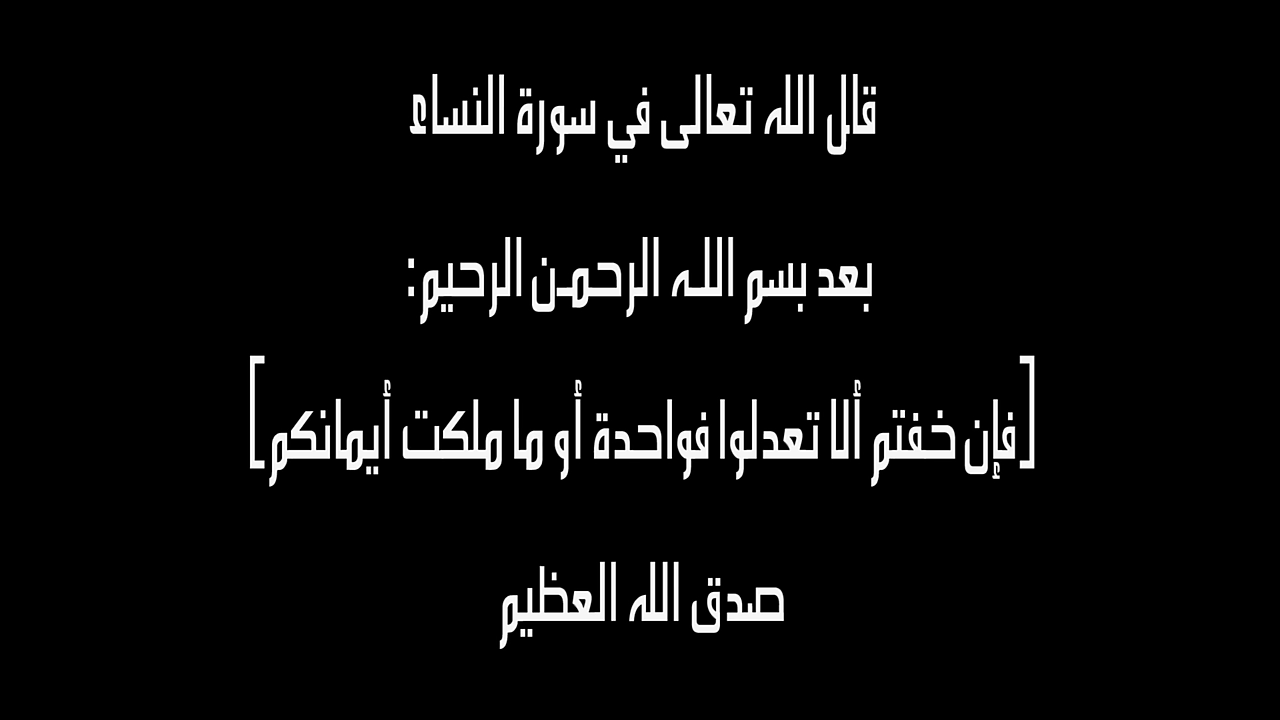 قال الله تعالى في سورة النساء
بعد بسم الله الرحمن الرحيم:
[فإن خفتم ألا تعدلوا فواحدة أو ما ملكت أيمانكم]
صدق الله العظيم